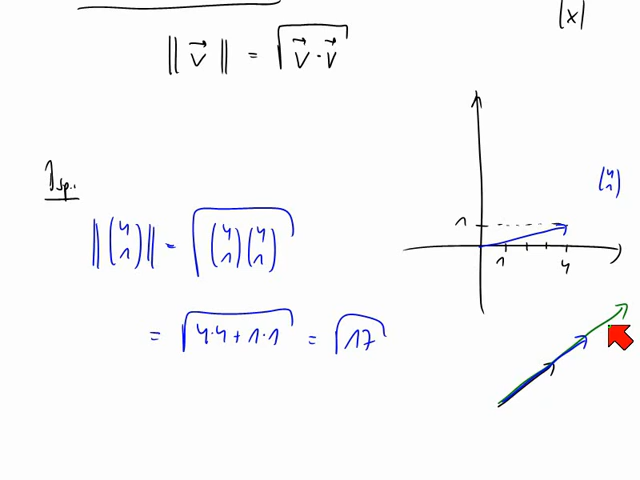 |x|
‖v⃗‖ = √(v⃗·v⃗)
Bsp.:
‖(4 1)‖ = √((4 1)(4 1))
= √(4·4 + 1·1) = √17
(4 1)
1
1 4